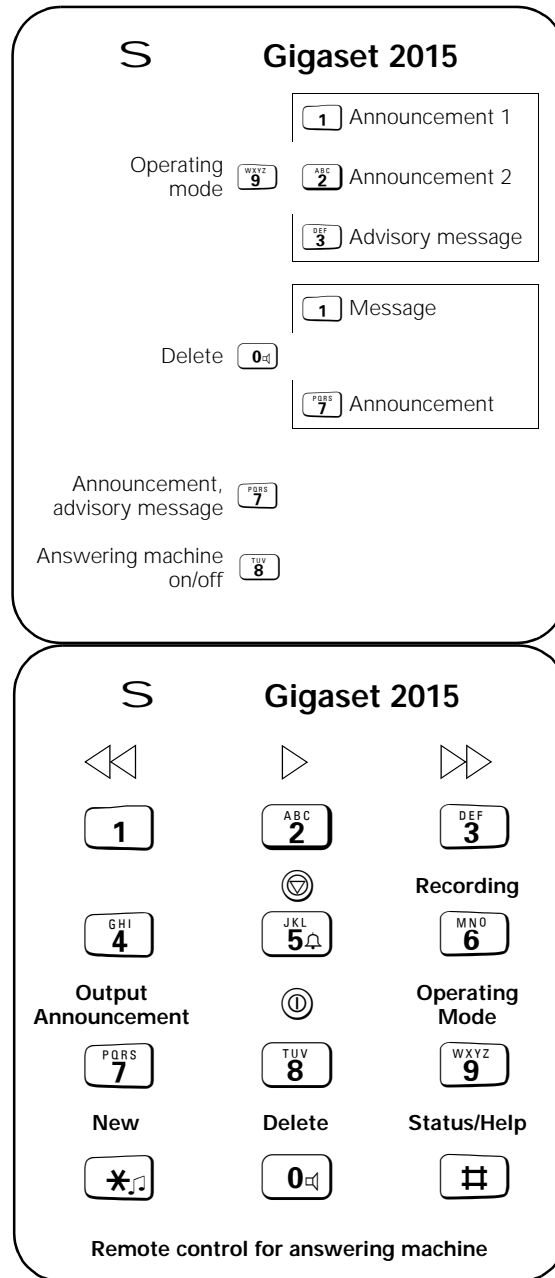 S Gigaset 2015
1 Announcement 1
Operating
mode WXYZ 9 ABC 2 Announcement 2
DEF 3 Advisory message
1 Message
Delete 0
PQRS 7 Announcement
Announcement,
advisory message PQRS 7
Answering machine
on/off TUV 8
S Gigaset 2015
1 ABC 2 DEF 3
Recording
GHI 4 JKL 5 MNO 6
Output
Announcement
Operating
Mode
PQRS 7 TUV 8 WXYZ 9
New Delete Status/Help
* 0 #
Remote control for answering machine